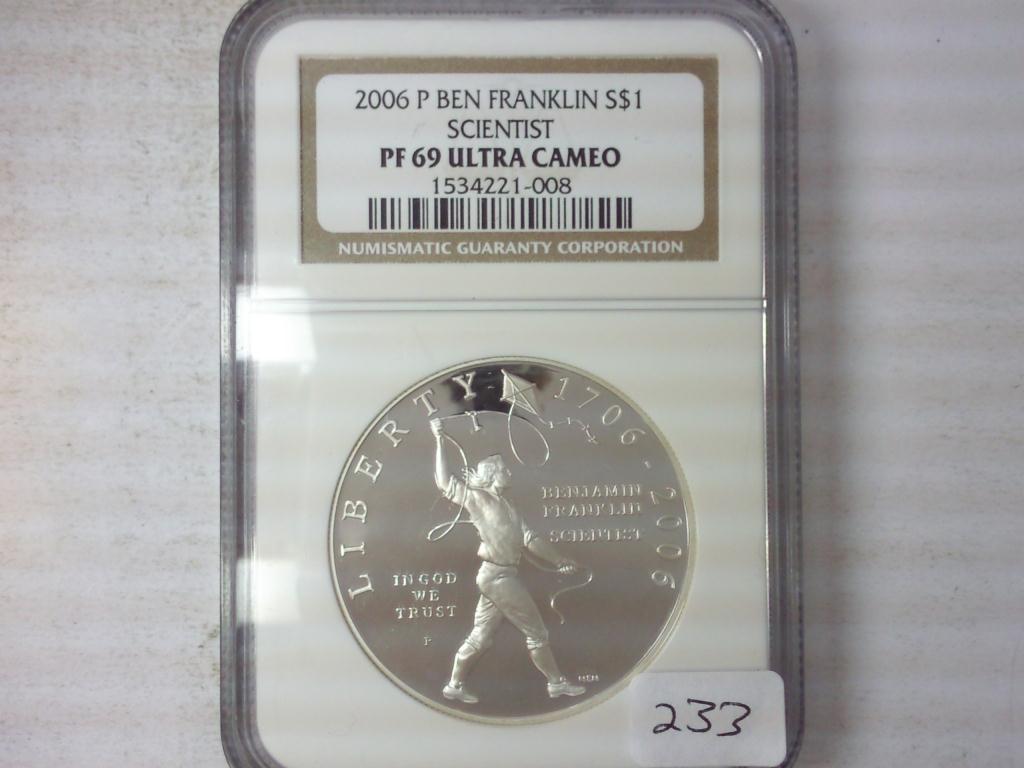 2006 P BEN FRANKLIN S$1
SCIENTIST
PF 69 ULTRA CAMEO
1534221-008
NUMISMATIC GUARANTY CORPORATION
LIBERTY 1706-2006
BENJAMIN
FRANKLIN
SCIENTIST
IN GOD
WE
TRUST
P
233